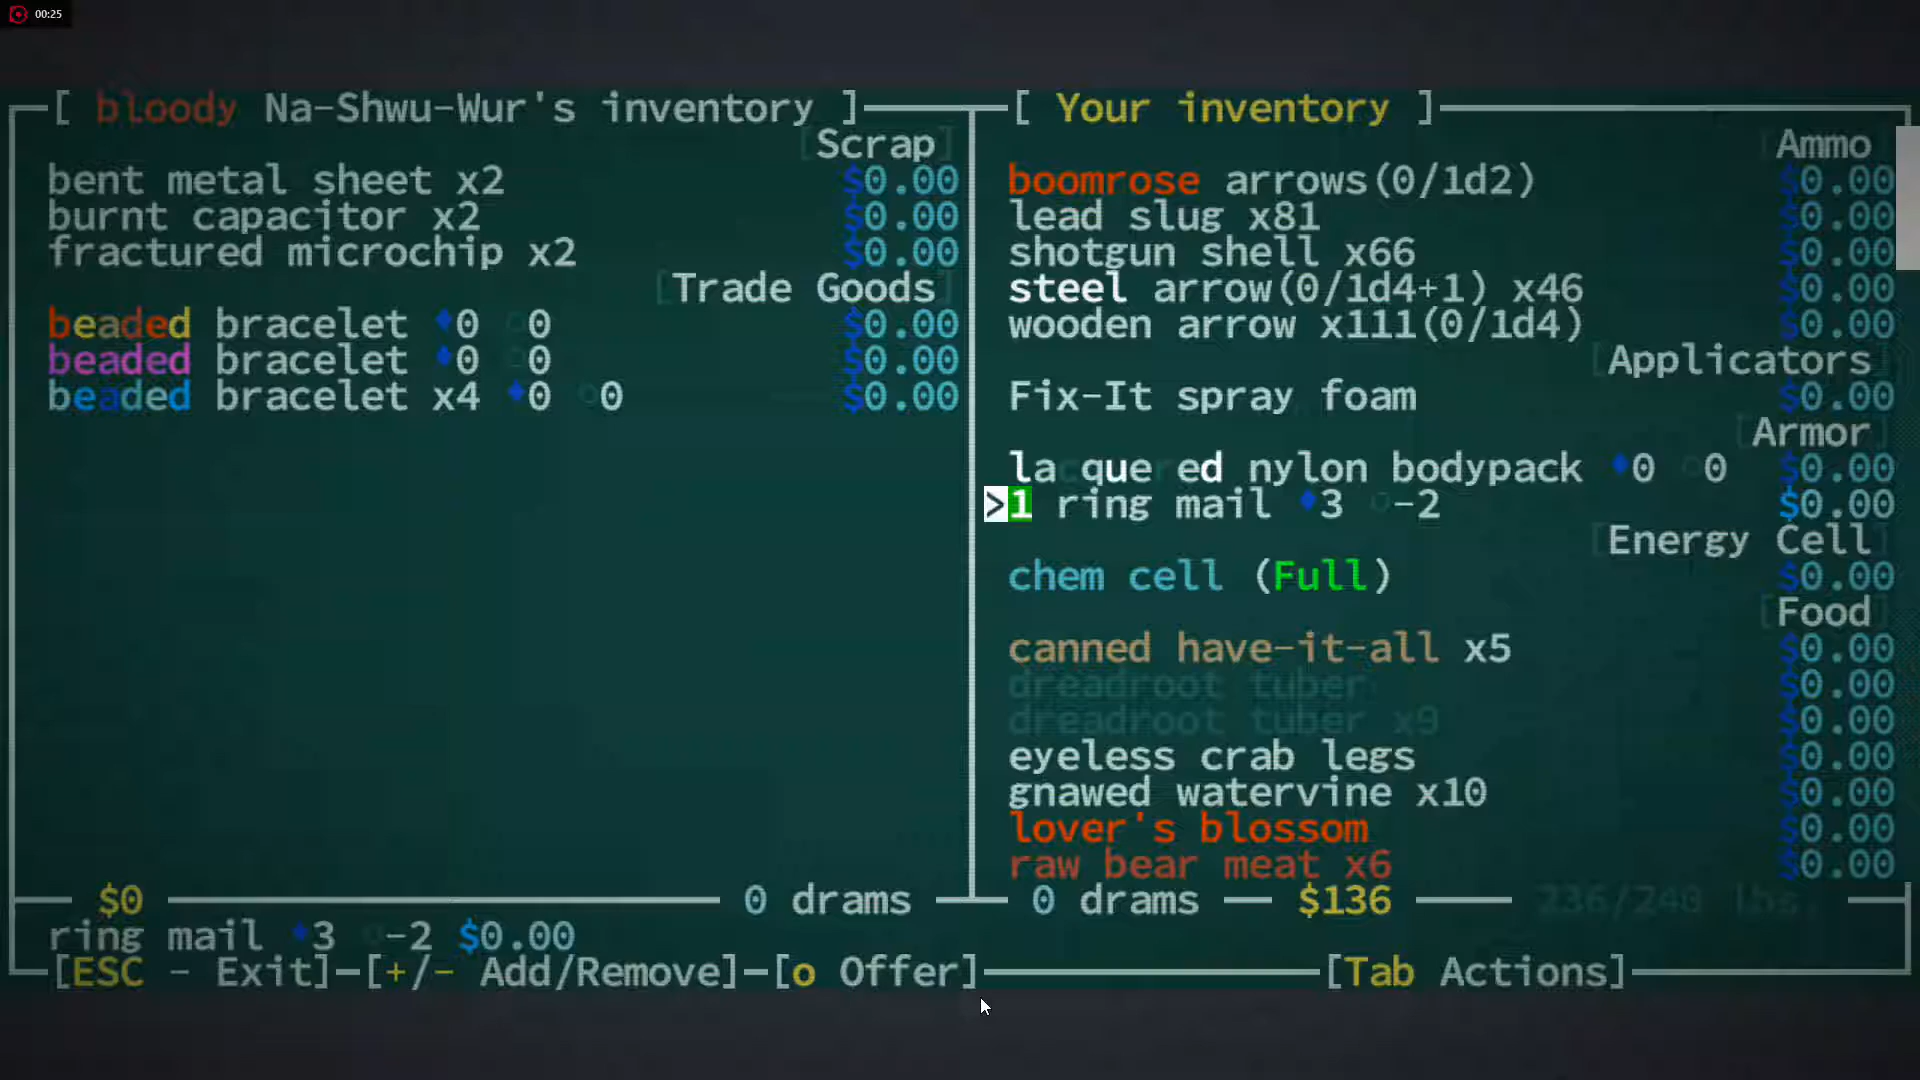 00:25
[ bloody Na-Shwu-Wur's inventory ]
[Scrap]
bent metal sheet x2 $0.00
burnt capacitor x2 $0.00
fractured microchip x2 $0.00
[Trade Goods]
beaded bracelet ♦0 ○0 $0.00
beaded bracelet ♦0 ○0 $0.00
beaded bracelet x4 ♦0 ○0 $0.00
$0 0 drams
[ Your inventory ]
[Ammo]
boomrose arrows(0/1d2) $0.00
lead slug x81 $0.00
shotgun shell x66 $0.00
steel arrow(0/1d4+1) x46 $0.00
wooden arrow x111(0/1d4) $0.00
[Applicators]
Fix-It spray foam $0.00
[Armor]
lacquered nylon bodypack ♦0 ○0 $0.00
>1 ring mail ♦3 ○-2 $0.00
[Energy Cell]
chem cell (Full) $0.00
[Food]
canned have-it-all x5 $0.00
dreadroot tuber $0.00
dreadroot tuber x9 $0.00
eyeless crab legs $0.00
gnawed watervine x10 $0.00
lover's blossom $0.00
raw bear meat x6 $0.00
0 drams $136 236/240 lbs.
ring mail ♦3 ○-2 $0.00
[ESC - Exit] [+/- Add/Remove] [o Offer] [Tab Actions]